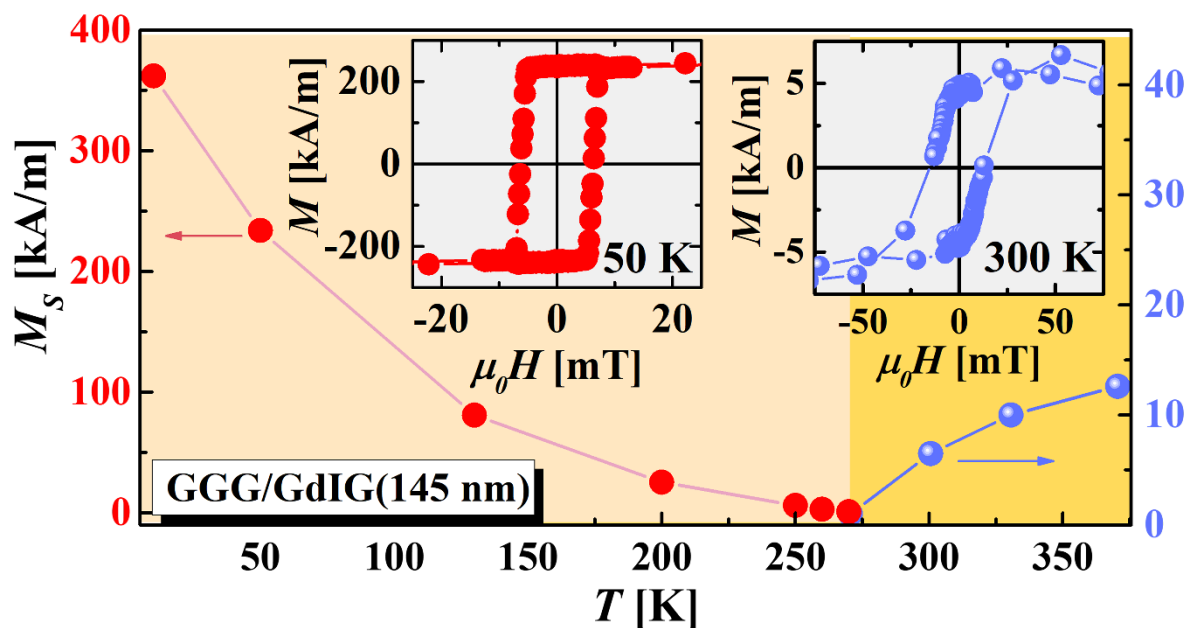 400
300
200
100
0
M_S [kA/m]
200
0
-200
M [kA/m]
50 K
-20 0 20
μ₀H [mT]
5
0
-5
M [kA/m]
300 K
-50 0 50
μ₀H [mT]
40
30
20
10
0
GGG/GdIG(145 nm)
50 100 150 200 250 300 350
T [K]